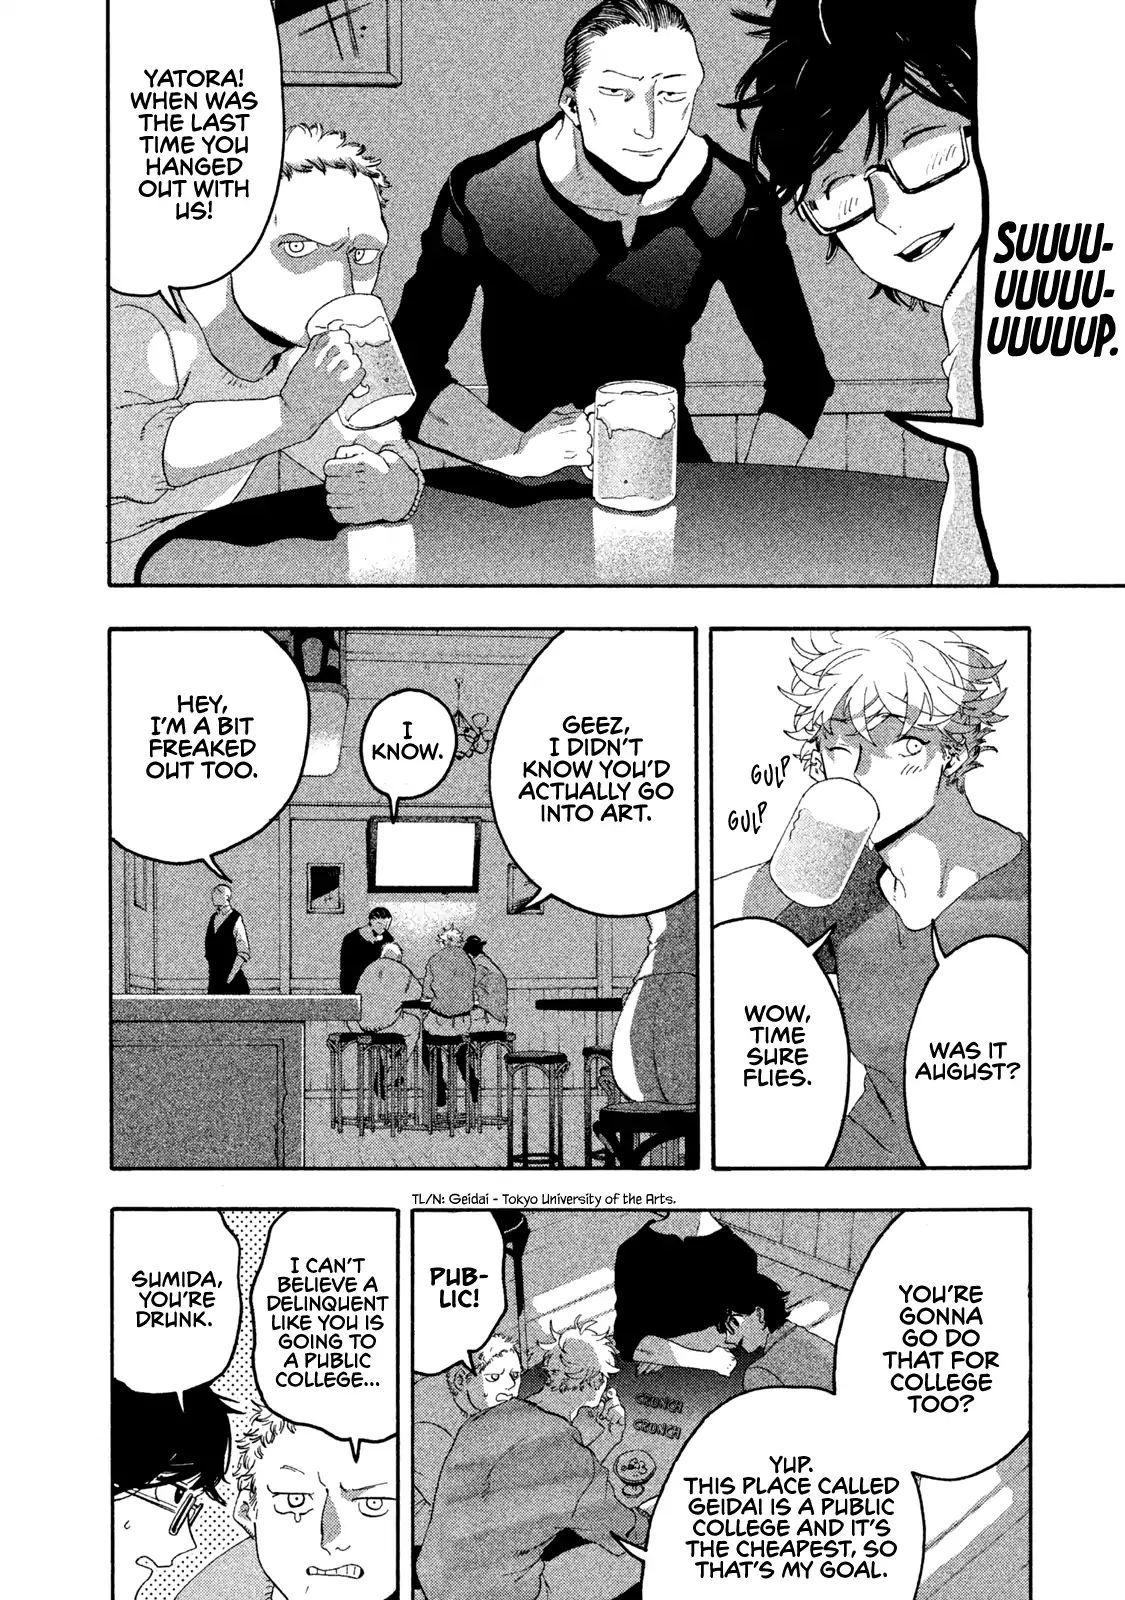 SUUUU-
UUUUU-
UUUUUP.
YATORA!
WHEN WAS
THE LAST
TIME YOU
HANGED
OUT WITH
US!
GULP
GULP
WAS IT
AUGUST?
WOW,
TIME
SURE
FLIES.
GEEZ,
I DIDN'T
KNOW YOU'D
ACTUALLY GO
INTO ART.
I
KNOW.
HEY,
I'M A BIT
FREAKED
OUT TOO.
TL/N: Geidai - Tokyo University of the Arts.
YOU'RE
GONNA
GO DO
THAT FOR
COLLEGE
TOO?
YUP.
THIS PLACE CALLED
GEIDAI IS A PUBLIC
COLLEGE AND IT'S
THE CHEAPEST, SO
THAT'S MY GOAL.
CRUNCH
CRUNCH
PUB-
LIC!
I CAN'T
BELIEVE A
DELINQUENT
LIKE YOU IS
GOING TO
A PUBLIC
COLLEGE...
SUMIDA,
YOU'RE
DRUNK.